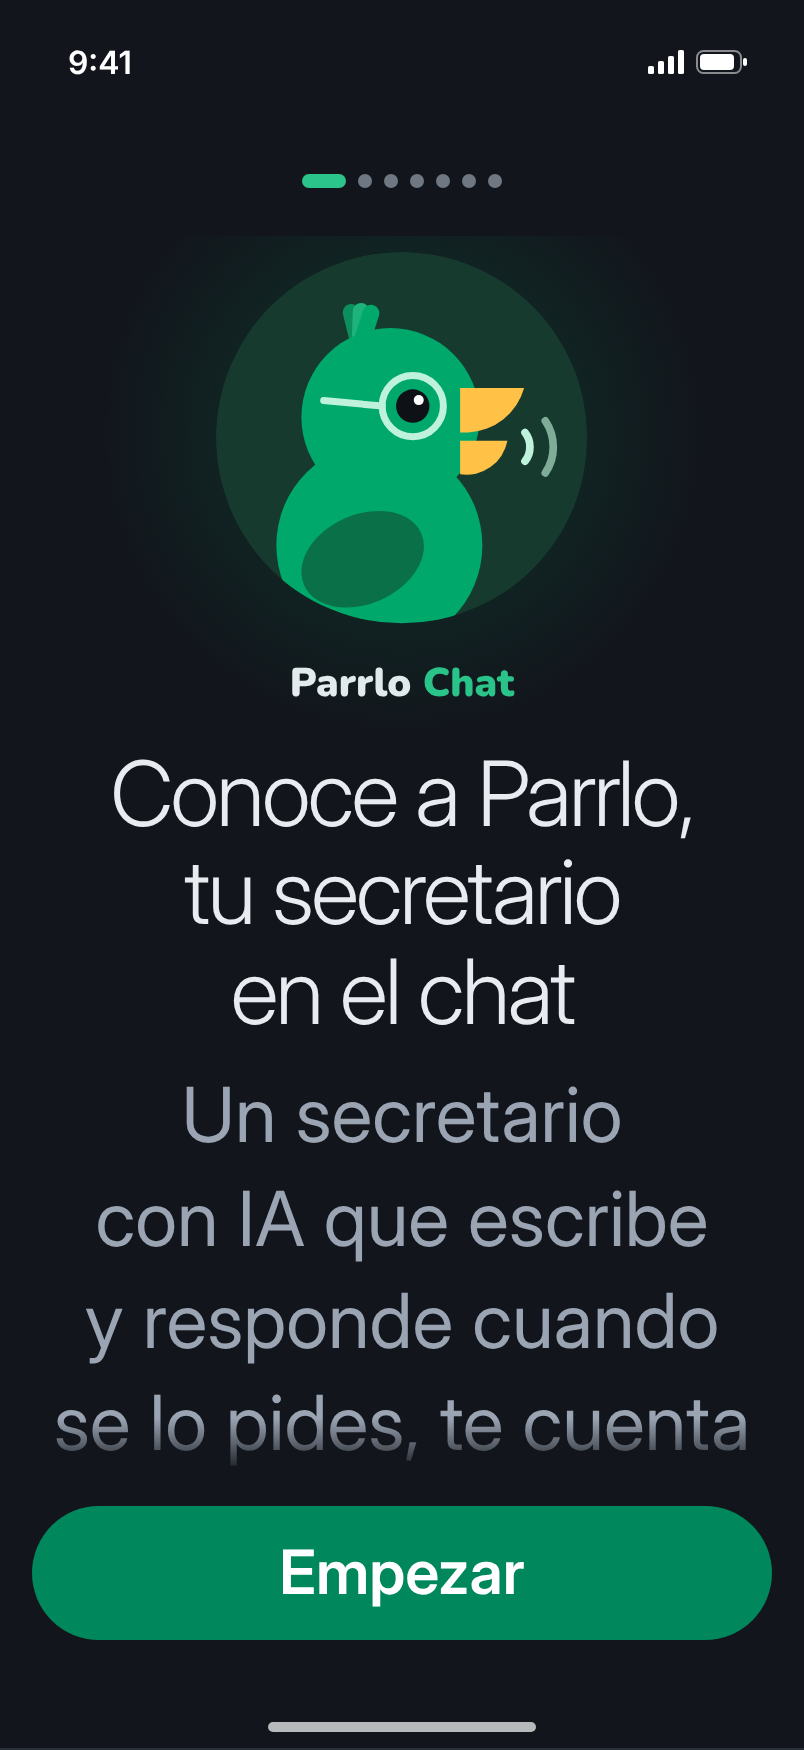 9:41
Parrlo Chat
Conoce a Parrlo,
tu secretario
en el chat
Un secretario
con IA que escribe
y responde cuando
se lo pides, te cuenta
Empezar